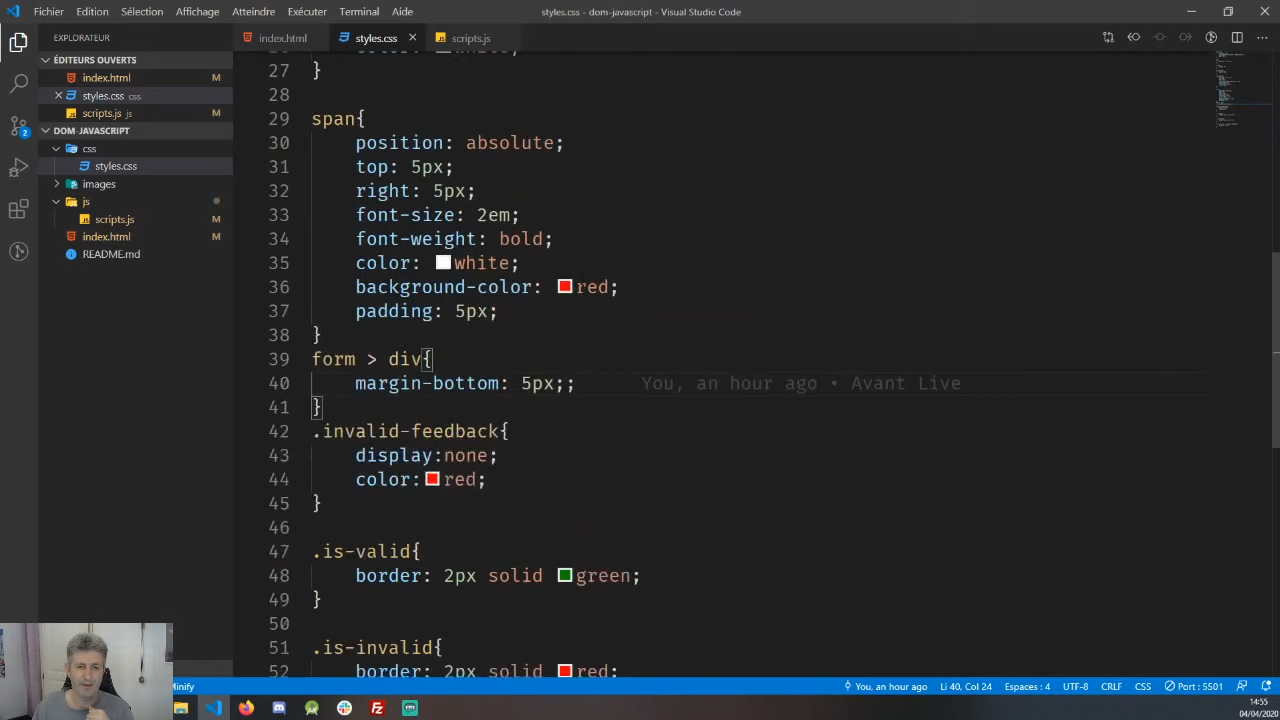 Fichier Edition Sélection Affichage Atteindre Exécuter Terminal Aide styles.css - dom-javascript - Visual Studio Code
EXPLORATEUR
index.html styles.css scripts.js
ÉDITEURS OUVERTS
index.html M
styles.css css
scripts.js js M
DOM-JAVASCRIPT
css
styles.css
images
js
scripts.js M
index.html M
README.md
2
27 }
28
29 span{
30 position: absolute;
31 top: 5px;
32 right: 5px;
33 font-size: 2em;
34 font-weight: bold;
35 color: white;
36 background-color: red;
37 padding: 5px;
38 }
39 form > div{
40 margin-bottom: 5px;; You, an hour ago • Avant Live
41 }
42 .invalid-feedback{
43 display:none;
44 color: red;
45 }
46
47 .is-valid{
48 border: 2px solid green;
49 }
50
51 .is-invalid{
52 border: 2px solid red;
Minify You, an hour ago Li 40, Col 24 Espaces : 4 UTF-8 CRLF CSS Port : 5501
14:55
04/04/2020